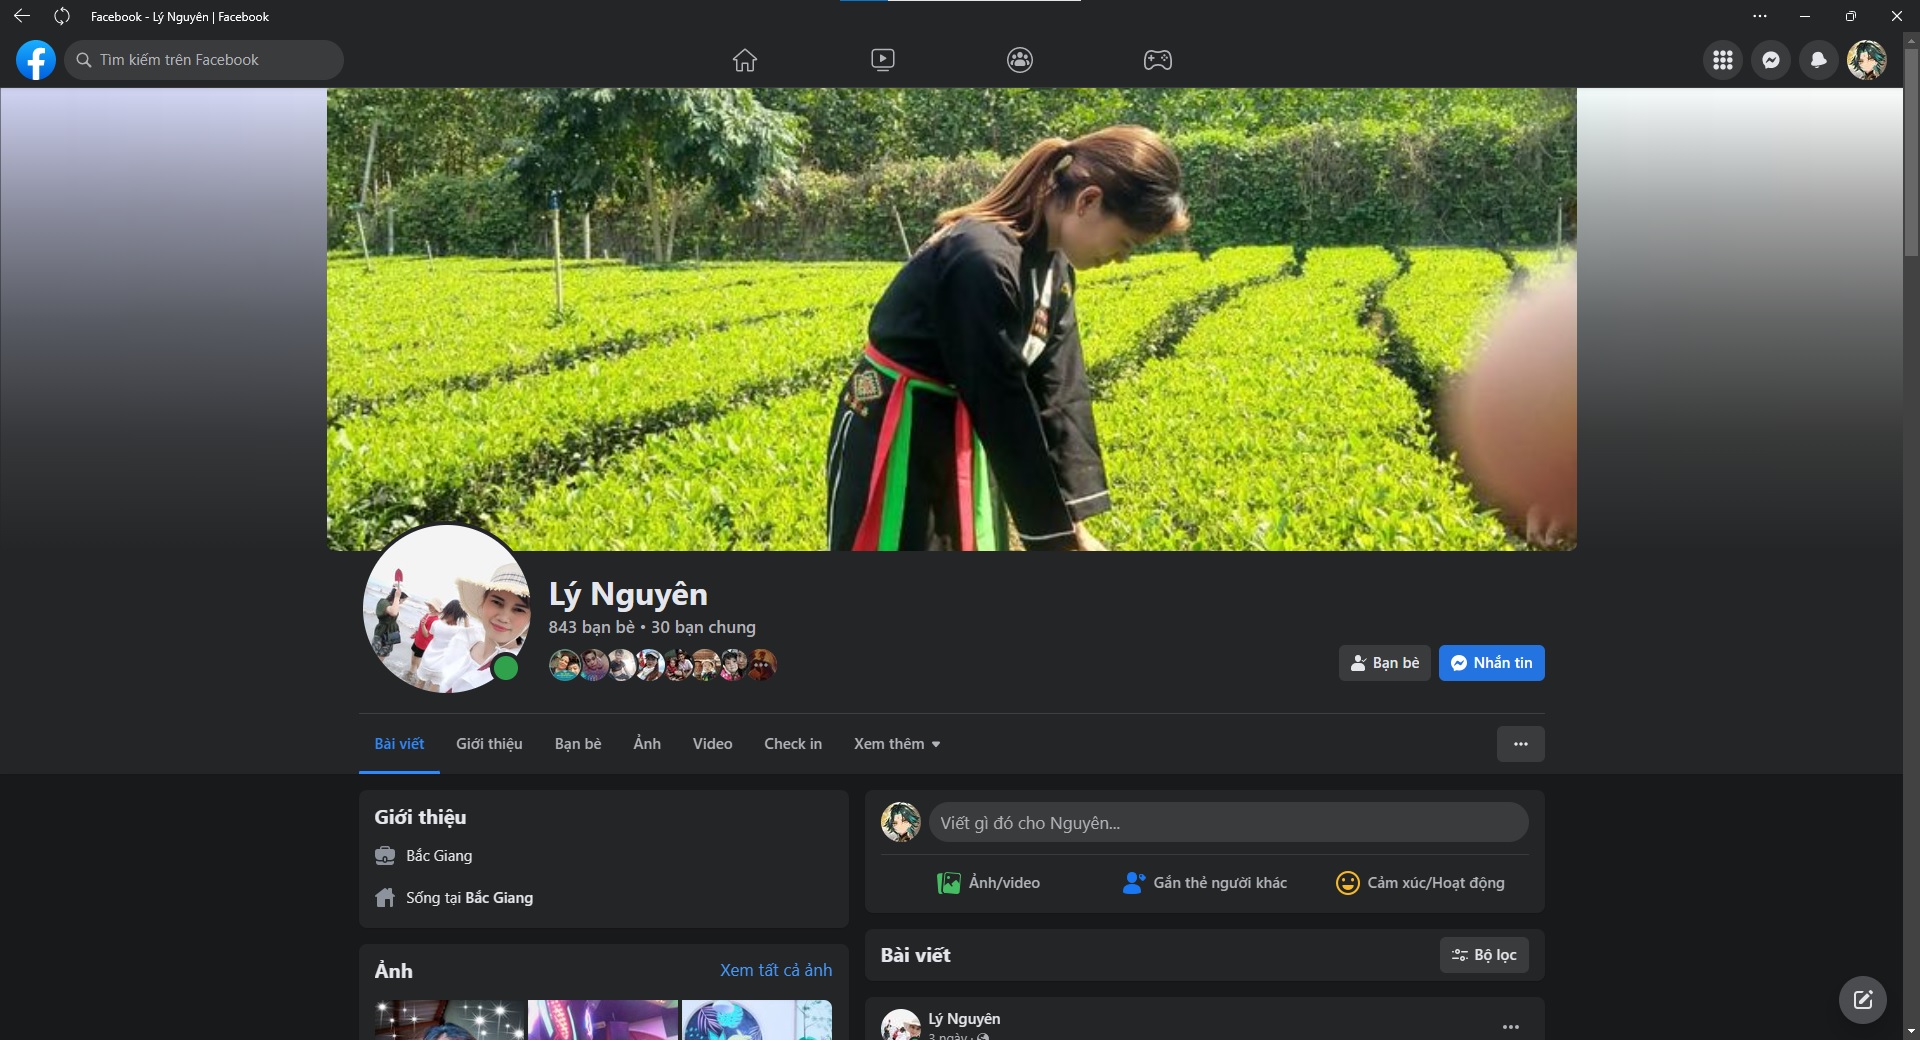 Facebook - Lý Nguyên | Facebook
Tìm kiếm trên Facebook
Lý Nguyên
843 bạn bè • 30 bạn chung
Bạn bè
Nhắn tin
Bài viết
Giới thiệu
Bạn bè
Ảnh
Video
Check in
Xem thêm
Giới thiệu
Bắc Giang
Sống tại Bắc Giang
Ảnh
Xem tất cả ảnh
Viết gì đó cho Nguyên...
Ảnh/video
Gắn thẻ người khác
Cảm xúc/Hoạt động
Bài viết
Bộ lọc
Lý Nguyên
3 ngày ·